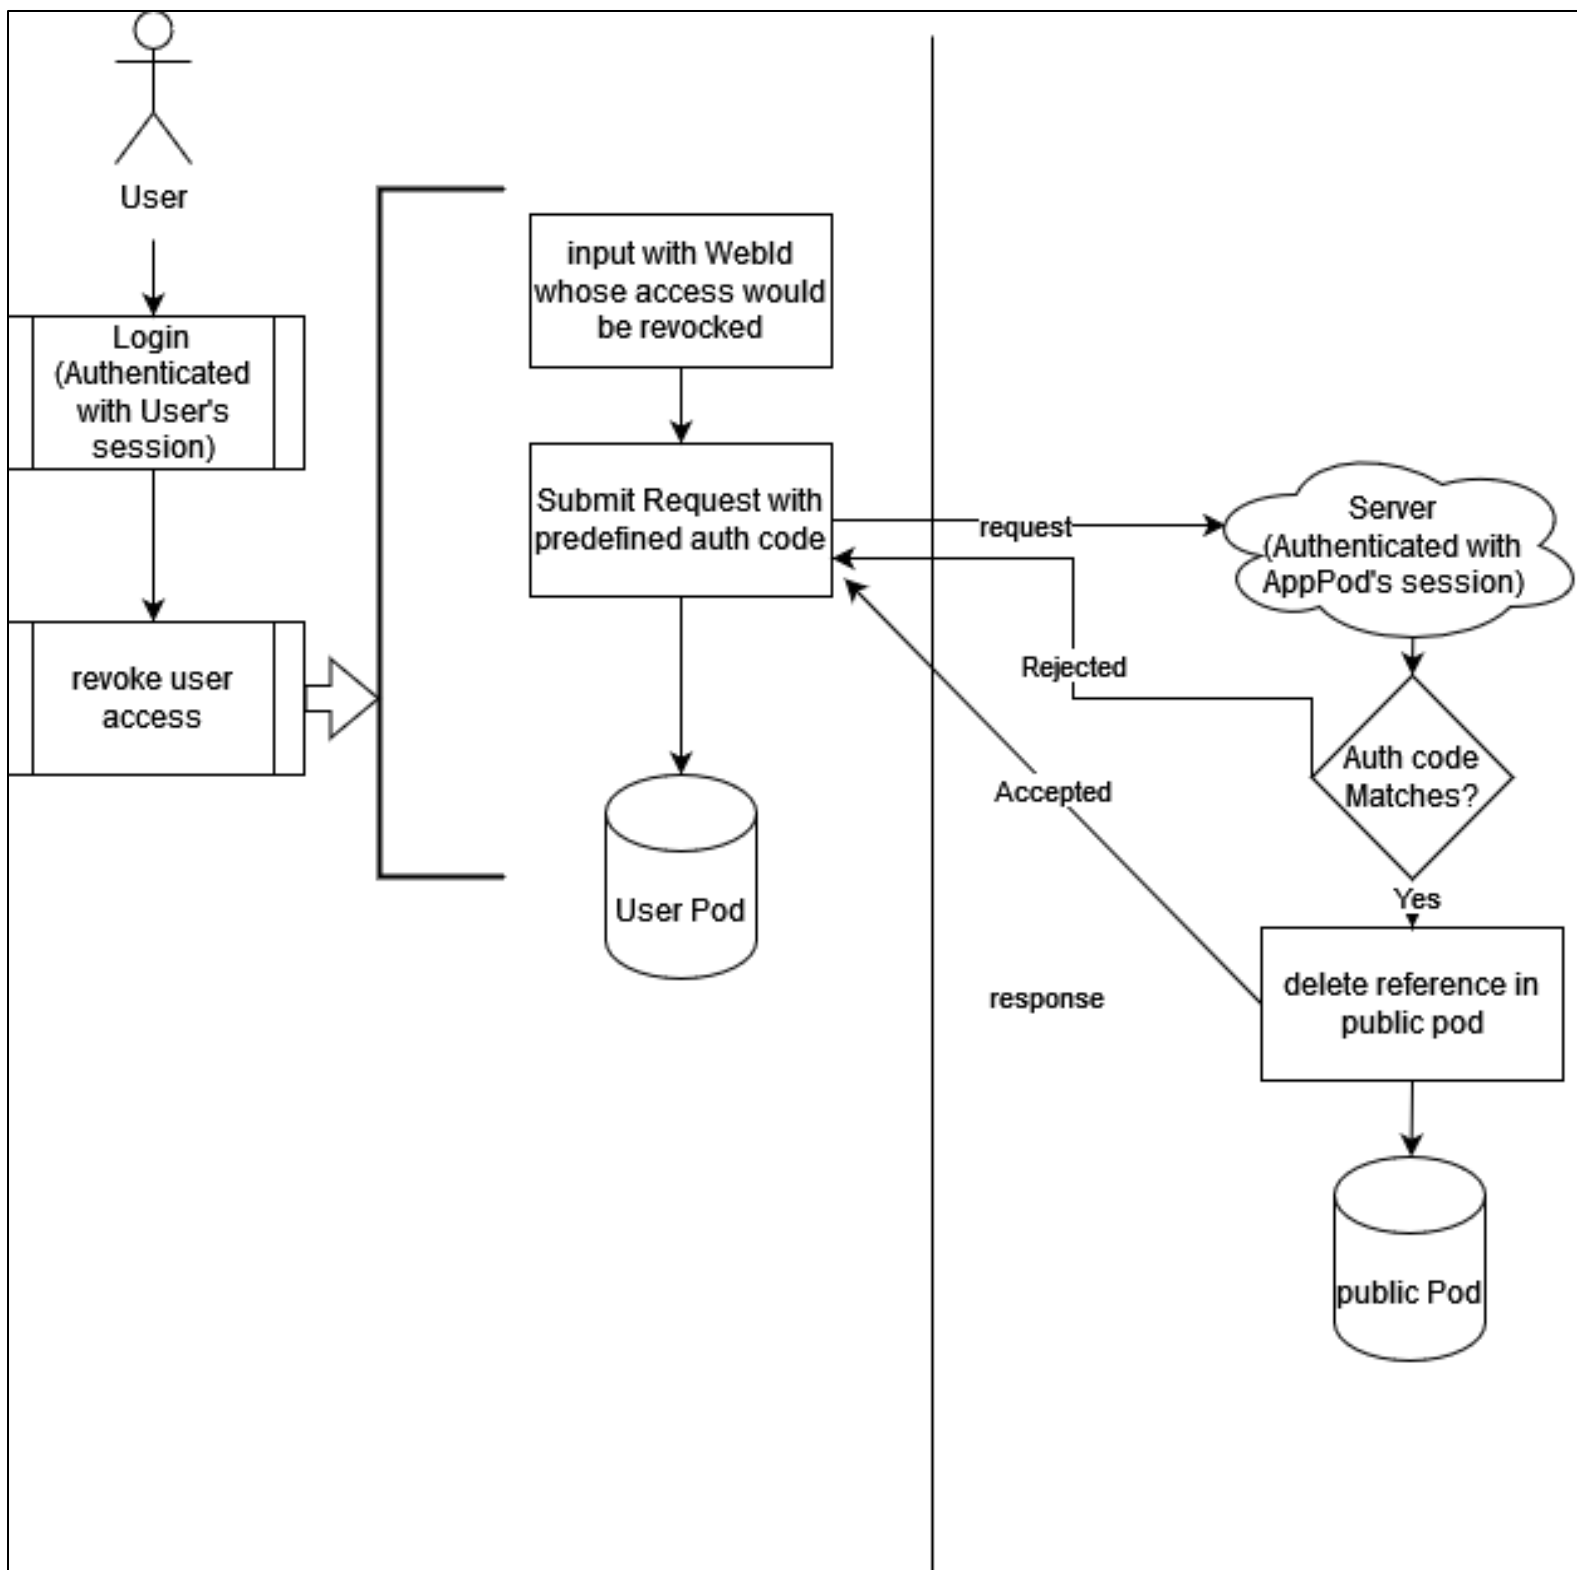 User
Login
(Authenticated
with User's
session)
revoke user
access
input with WebId
whose access would
be revocked
Submit Request with
predefined auth code
User Pod
request
Rejected
Accepted
response
Server
(Authenticated with
AppPod's session)
Auth code
Matches?
Yes
delete reference in
public pod
public Pod